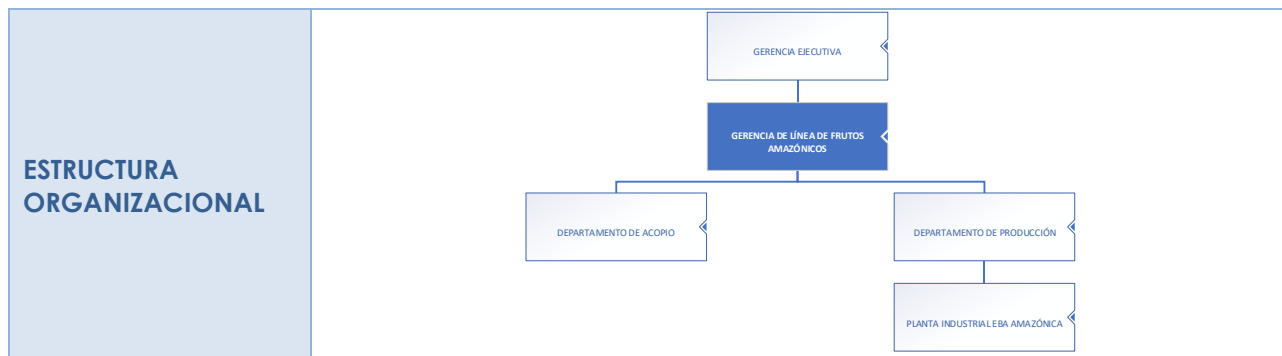 GERENCIA EJECUTIVA
GERENCIA DE LÍNEA DE FRUTOS
AMAZÓNICOS
ESTRUCTURA
ORGANIZACIONAL
DEPARTAMENTO DE ACOPIO
DEPARTAMENTO DE PRODUCCIÓN
PLANTA INDUSTRIAL EBA AMAZÓNICA